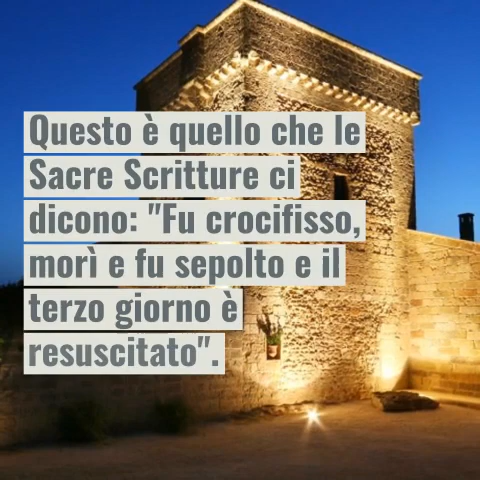 Questo è quello che le
Sacre Scritture ci
dicono: "Fu crocifisso,
morì e fu sepolto e il
terzo giorno è
resuscitato".